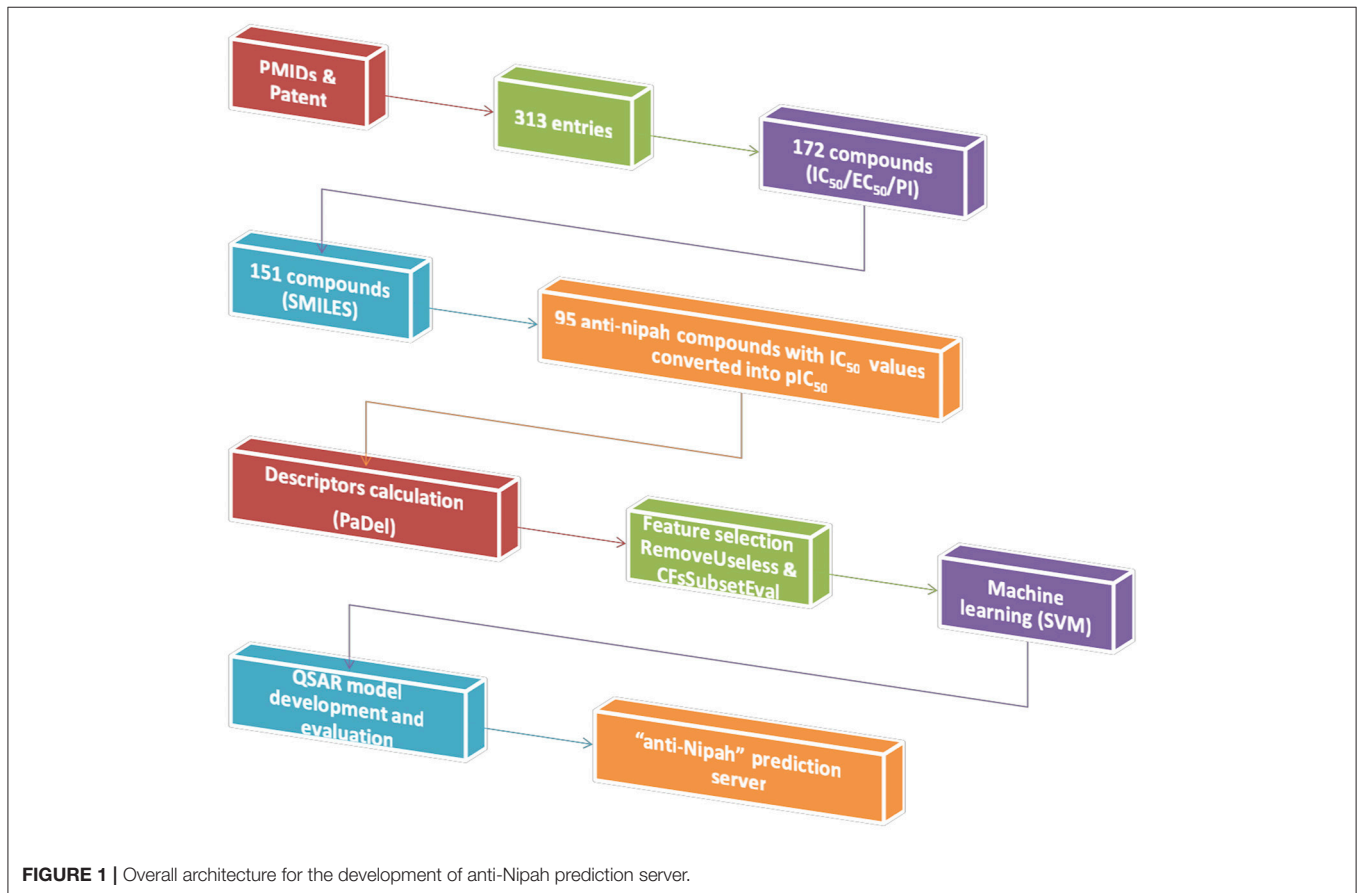 PMIDs &
Patent
313 entries
172 compounds
(IC₅₀/EC₅₀/PI)
151 compounds
(SMILES)
95 anti-nipah compounds with IC₅₀ values
converted into pIC₅₀
Descriptors calculation
(PaDel)
Feature selection
RemoveUseless &
CFsSubsetEval
Machine
learning (SVM)
QSAR model
development and
evaluation
“anti-Nipah” prediction
server
FIGURE 1 | Overall architecture for the development of anti-Nipah prediction server.